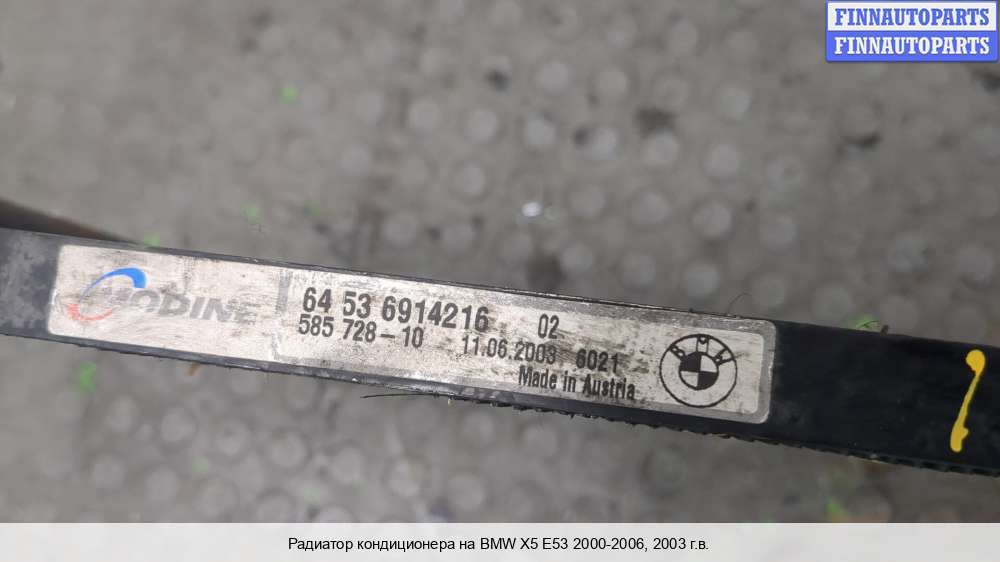 FINNAUTOPARTS
FINNAUTOPARTS
MODINE
64 53 6914216 02
585 728-10 11.06.2003 6021
Made in Austria
BMW
Радиатор кондиционера на BMW X5 E53 2000-2006, 2003 г.в.